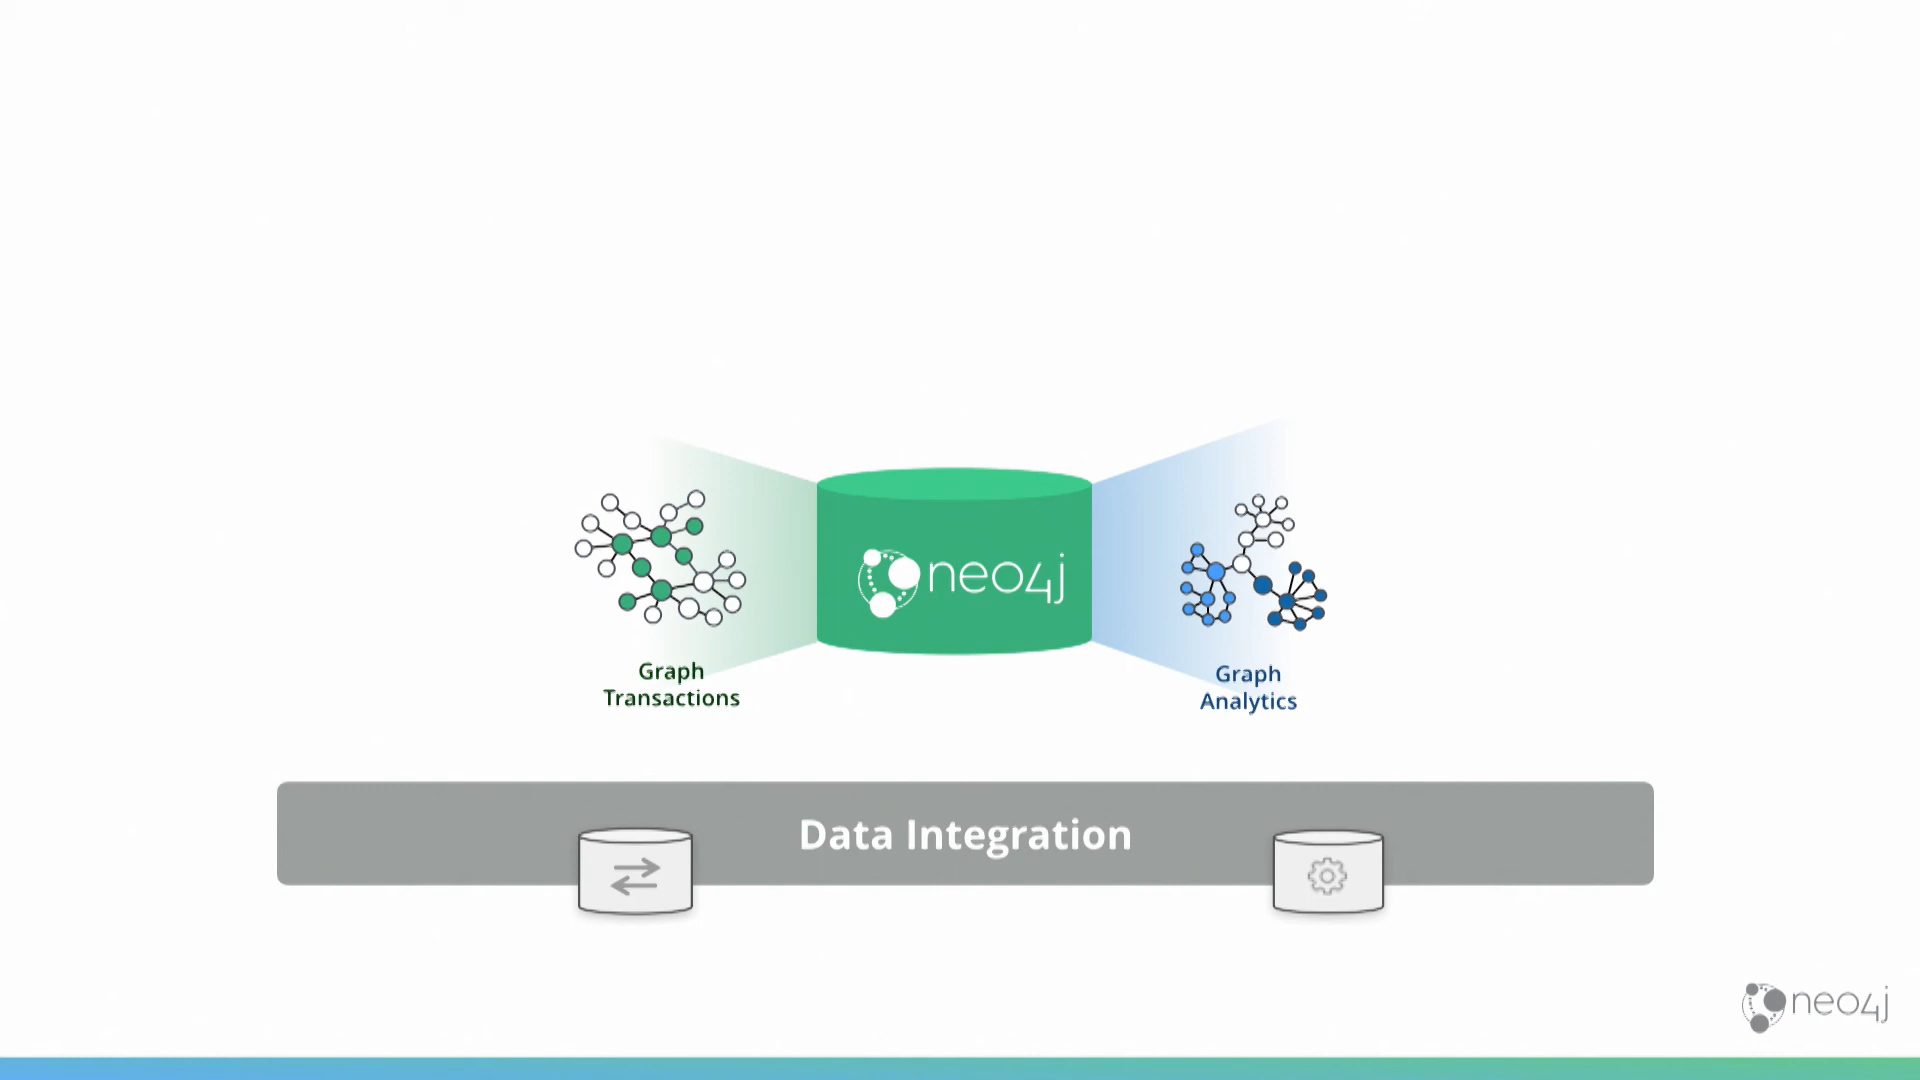 neo4j
Graph
Transactions
Graph
Analytics
Data Integration
neo4j